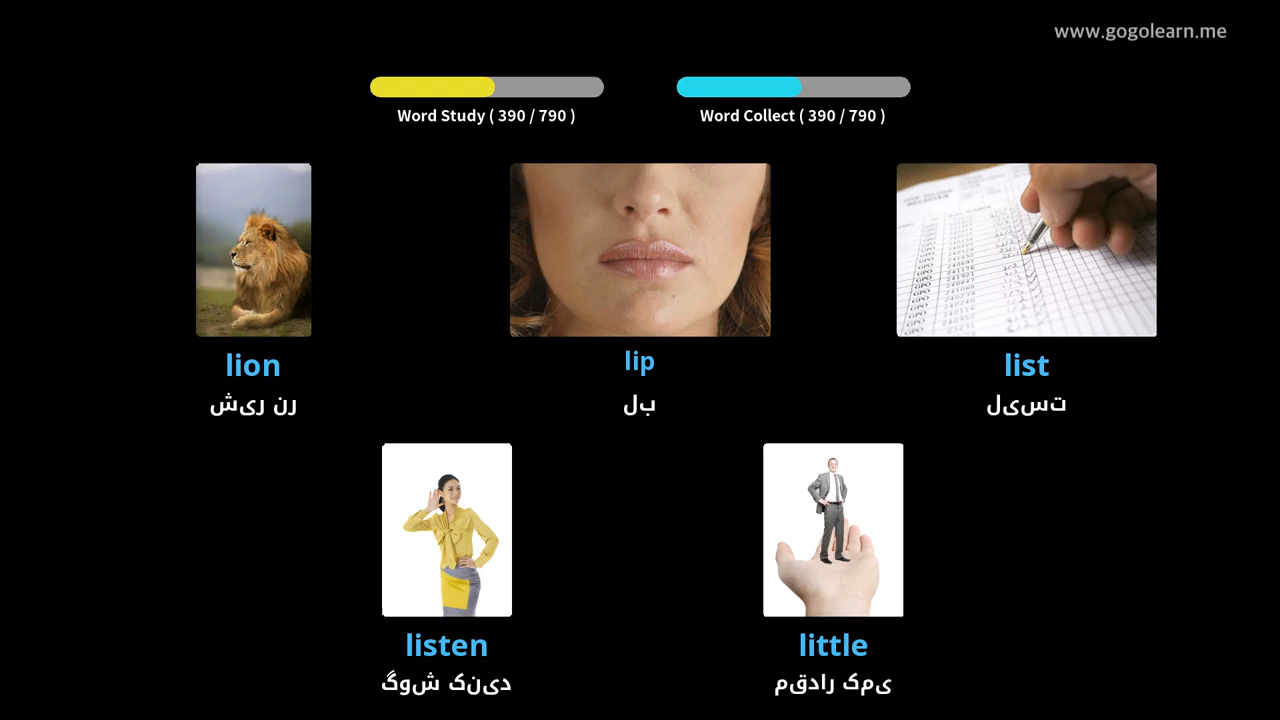 www.gogolearn.me
Word Study ( 390 / 790 )
Word Collect ( 390 / 790 )
lion
رن ریش
lip
بل
list
تسیل
listen
دینک شوگ
little
یمک رادقم